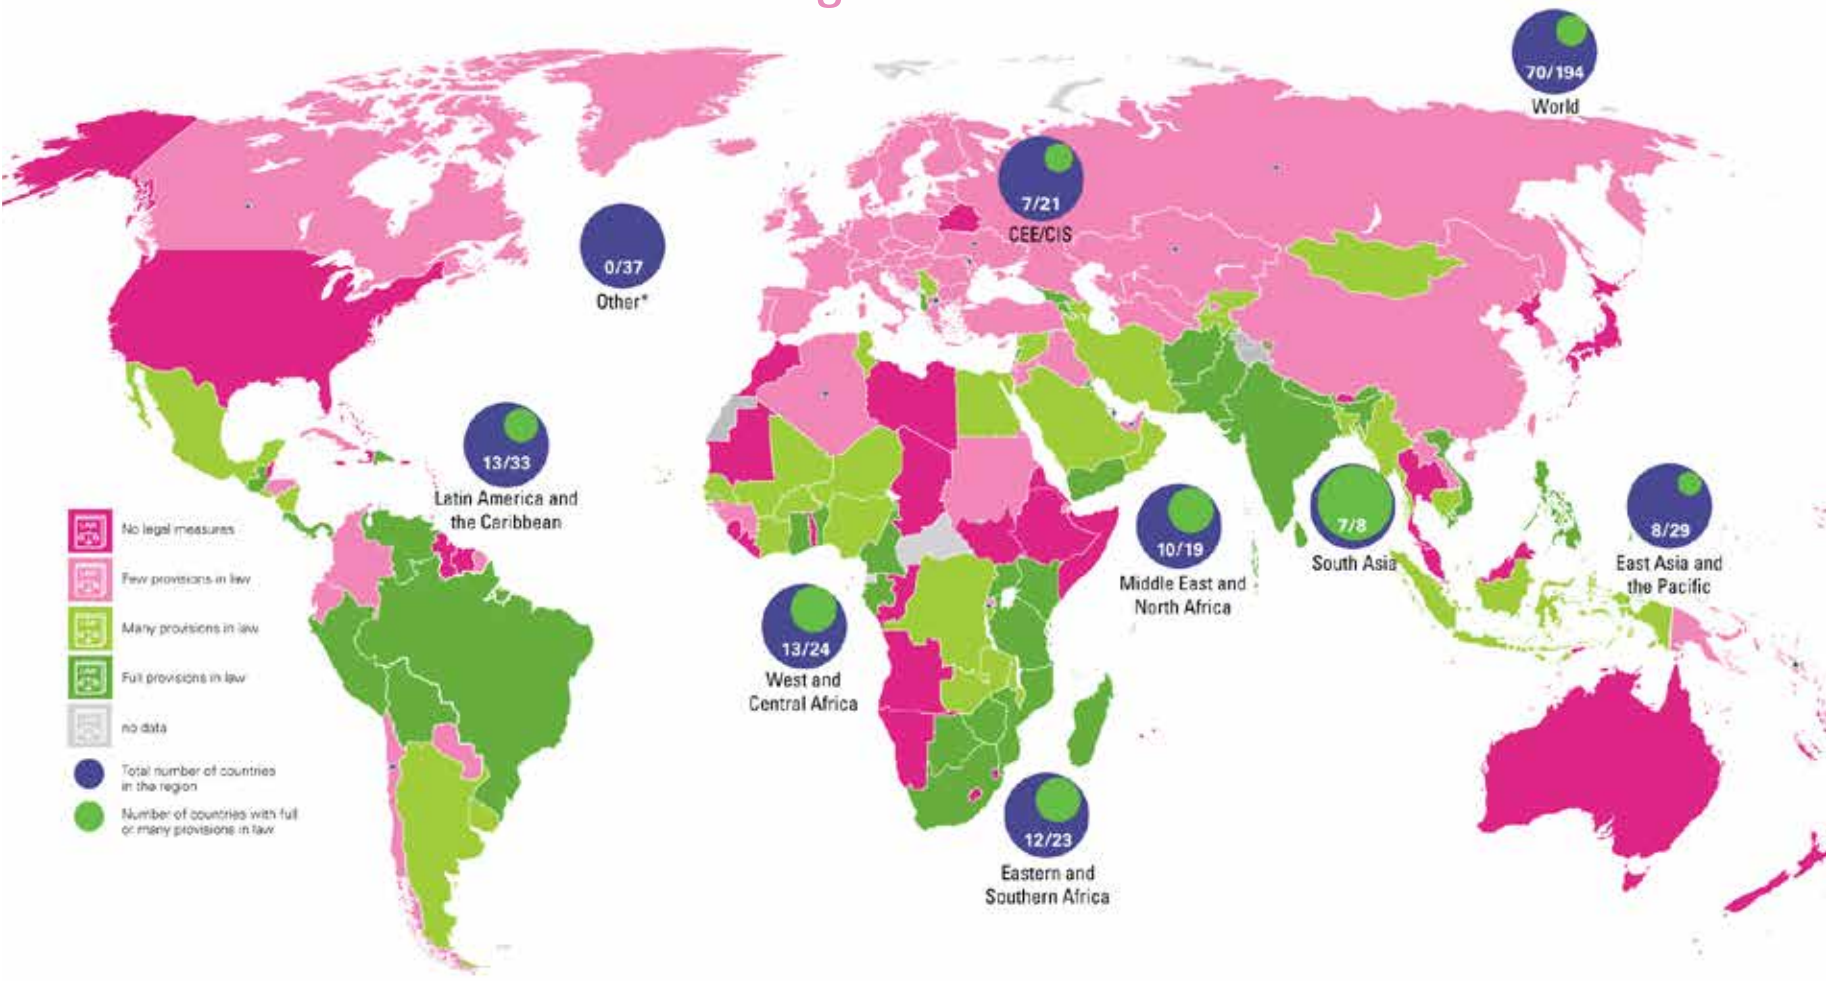 70/194
World
7/21
CEE/CIS
0/37
Other*
13/33
Latin America and
the Caribbean
10/19
Middle East and
North Africa
7/8
South Asia
8/29
East Asia and
the Pacific
13/24
West and
Central Africa
12/23
Eastern and
Southern Africa
No legal measures
Few provisions in law
Many provisions in law
Full provisions in law
no data
Total number of countries
in the region
Number of countries with full
or many provisions in law